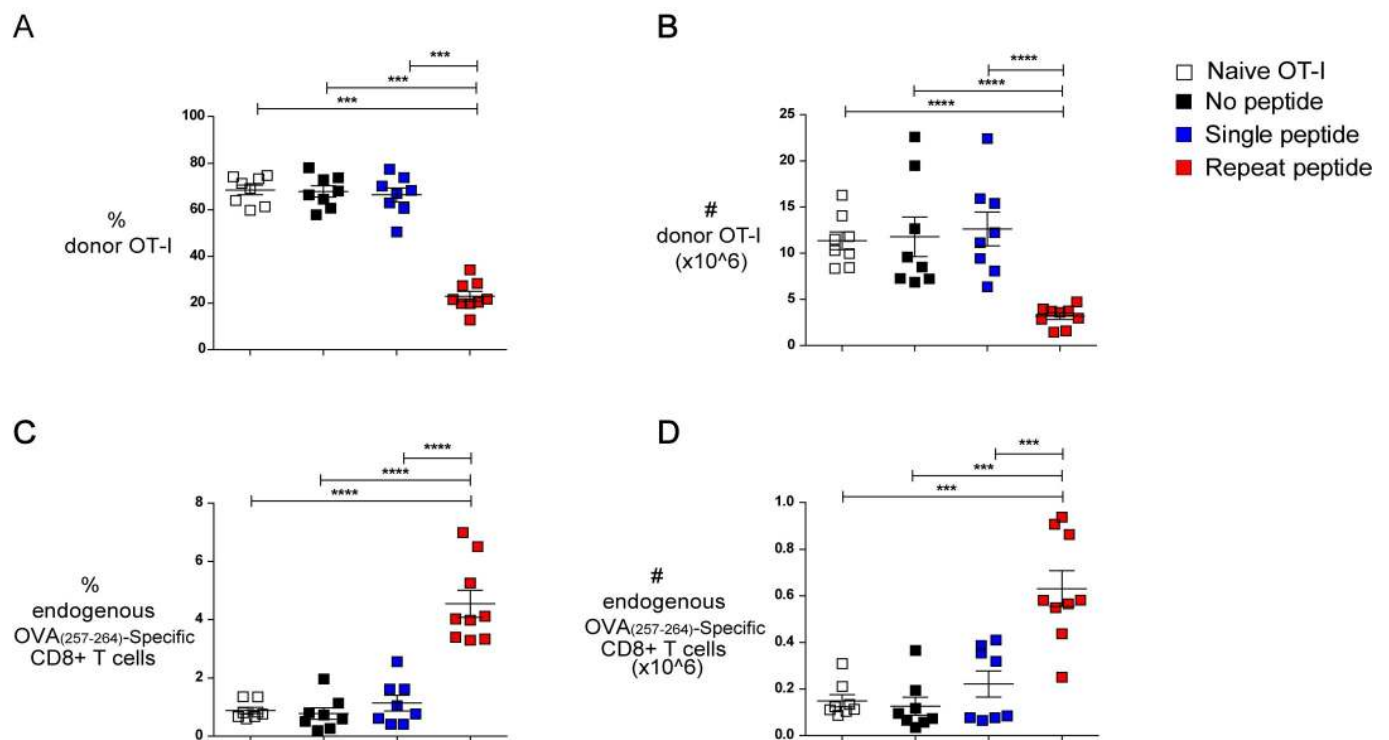 A
***
***
***
100
80
60
40
20
0
%
donor OT-I
B
****
****
****
25
20
15
10
5
0
#
donor OT-I
(x10^6)
Naive OT-I
No peptide
Single peptide
Repeat peptide
C
****
****
****
8
6
4
2
0
%
endogenous
OVA(257-264)-Specific
CD8+ T cells
D
***
***
***
1.0
0.8
0.6
0.4
0.2
0.0
#
endogenous
OVA(257-264)-Specific
CD8+ T cells
(x10^6)